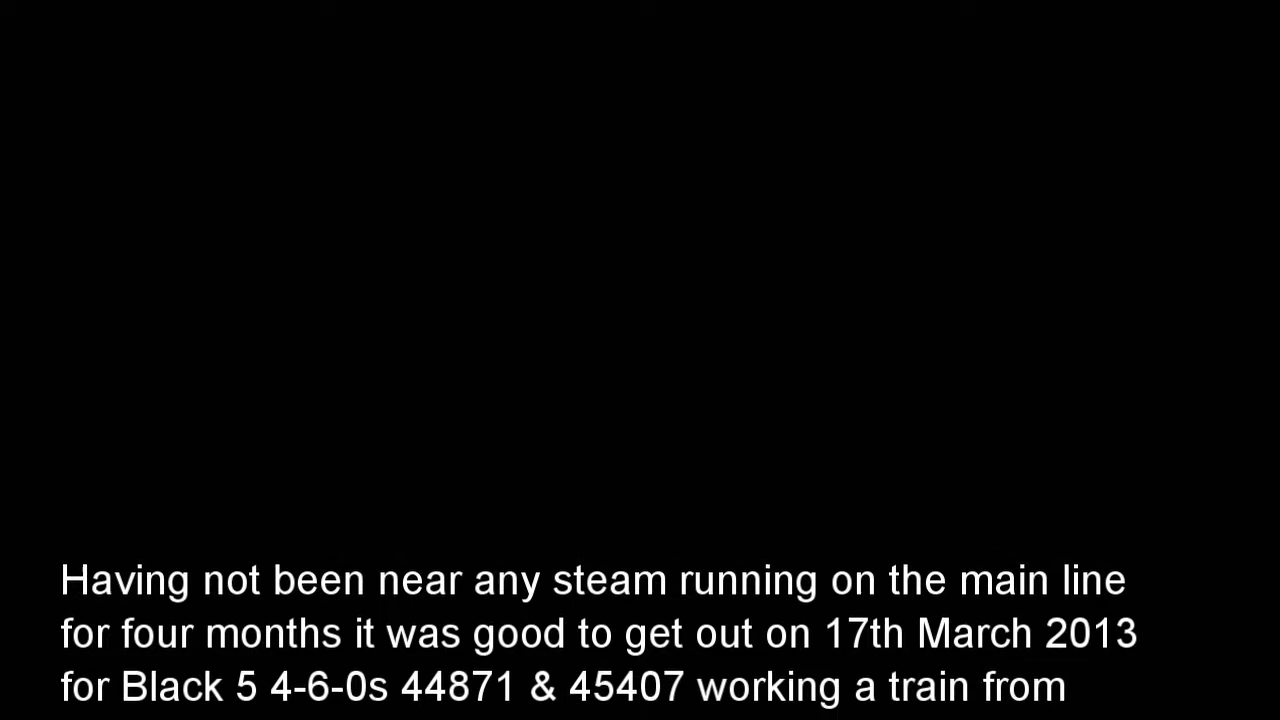 Having not been near any steam running on the main line
for four months it was good to get out on 17th March 2013
for Black 5 4-6-0s 44871 & 45407 working a train from